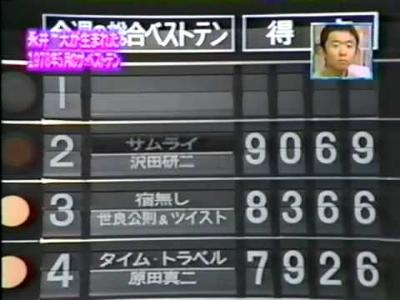 今週の総合ベストテン 得点
永井 大が生まれた
1978年5月のザ・ベストテン
1
2 サムライ 9069
沢田研二
3 宿無し 8366
世良公則&ツイスト
4 タイム・トラベル 7926
原田真二